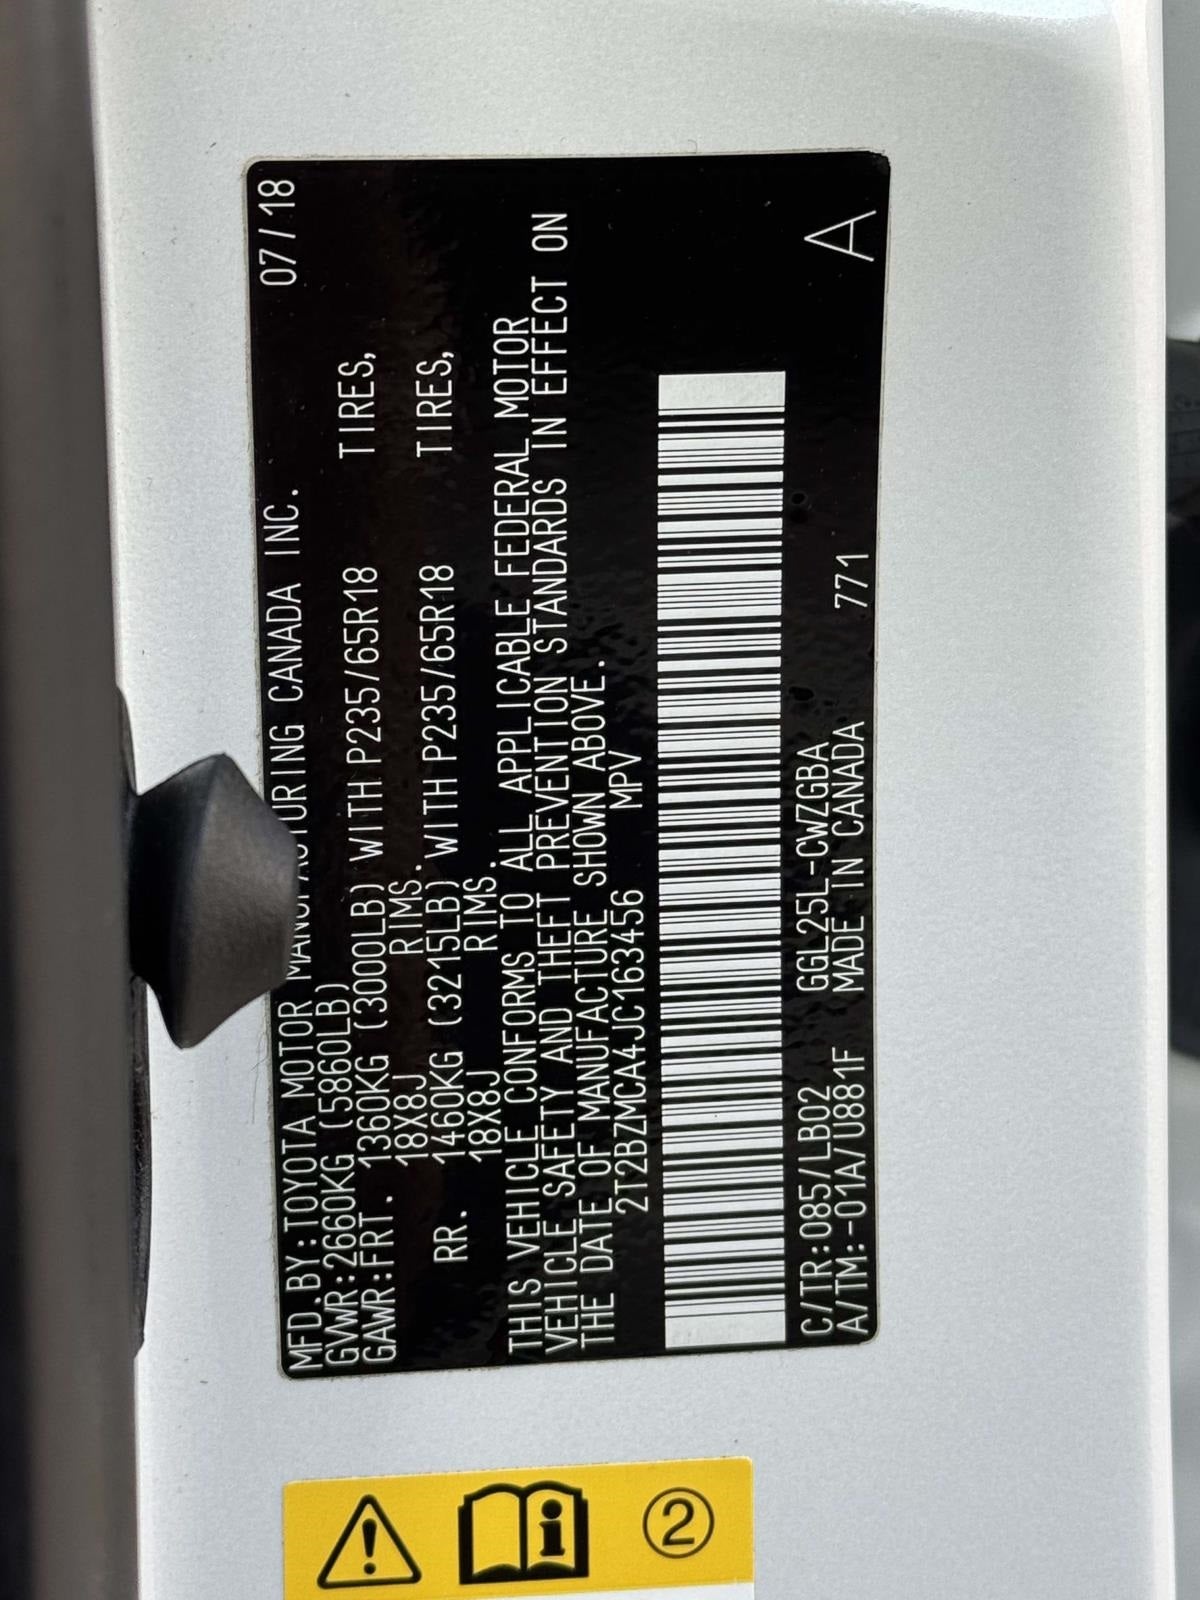 MFD.BY:TOYOTA MOTOR MANUFACTURING CANADA INC. 07/18
GVWR:2660KG (5860LB)
GAWR:FRT. 1360KG (3000LB) WITH P235/65R18 TIRES,
18X8J RIMS.
RR. 1460KG (3215LB) WITH P235/65R18 TIRES,
18X8J RIMS.
THIS VEHICLE CONFORMS TO ALL APPLICABLE FEDERAL MOTOR
VEHICLE SAFETY AND THEFT PREVENTION STANDARDS IN EFFECT ON
THE DATE OF MANUFACTURE SHOWN ABOVE.
2T2BZMCA4JC163456 MPV
C/TR:085/LB02 GGL25L-CWZGBA
A/TM:-01A/U881F MADE IN CANADA 771
A
2